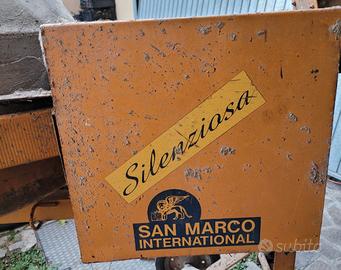 Silenziosa
SAN MARCO
INTERNATIONAL
subito